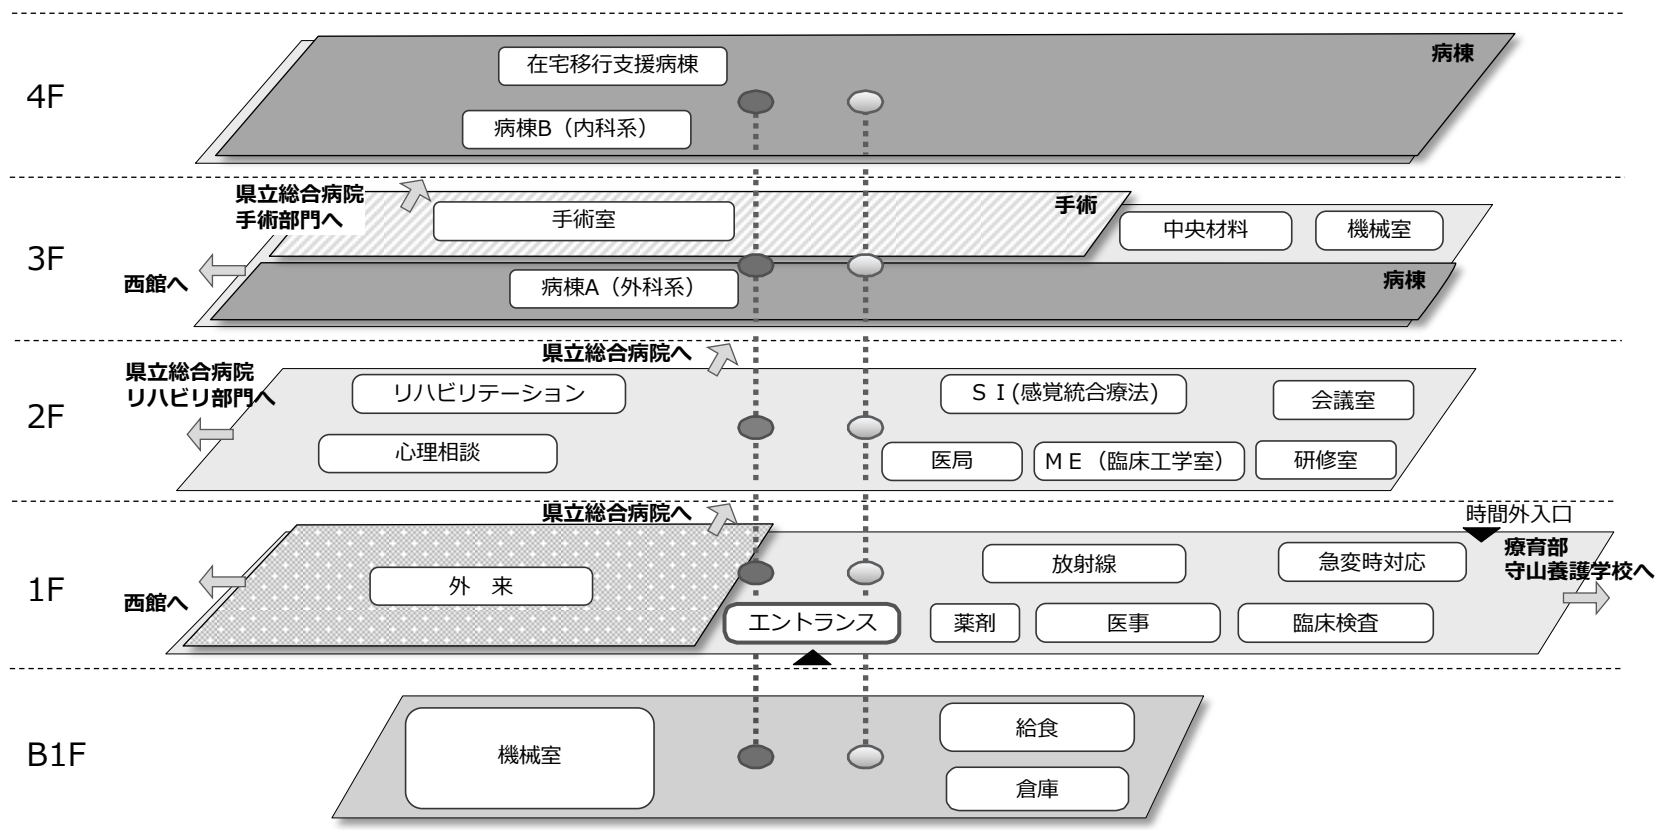 4F
病棟
在宅移行支援病棟
病棟B（内科系）
3F
県立総合病院
手術部門へ
手術室
手術
中央材料
機械室
西館へ
病棟A（外科系）
病棟
2F
県立総合病院へ
県立総合病院
リハビリ部門へ
リハビリテーション
ＳＩ(感覚統合療法)
会議室
心理相談
医局
ＭＥ（臨床工学室）
研修室
1F
県立総合病院へ
時間外入口
療育部
守山養護学校へ
西館へ
外　来
放射線
急変時対応
エントランス
薬剤
医事
臨床検査
B1F
機械室
給食
倉庫